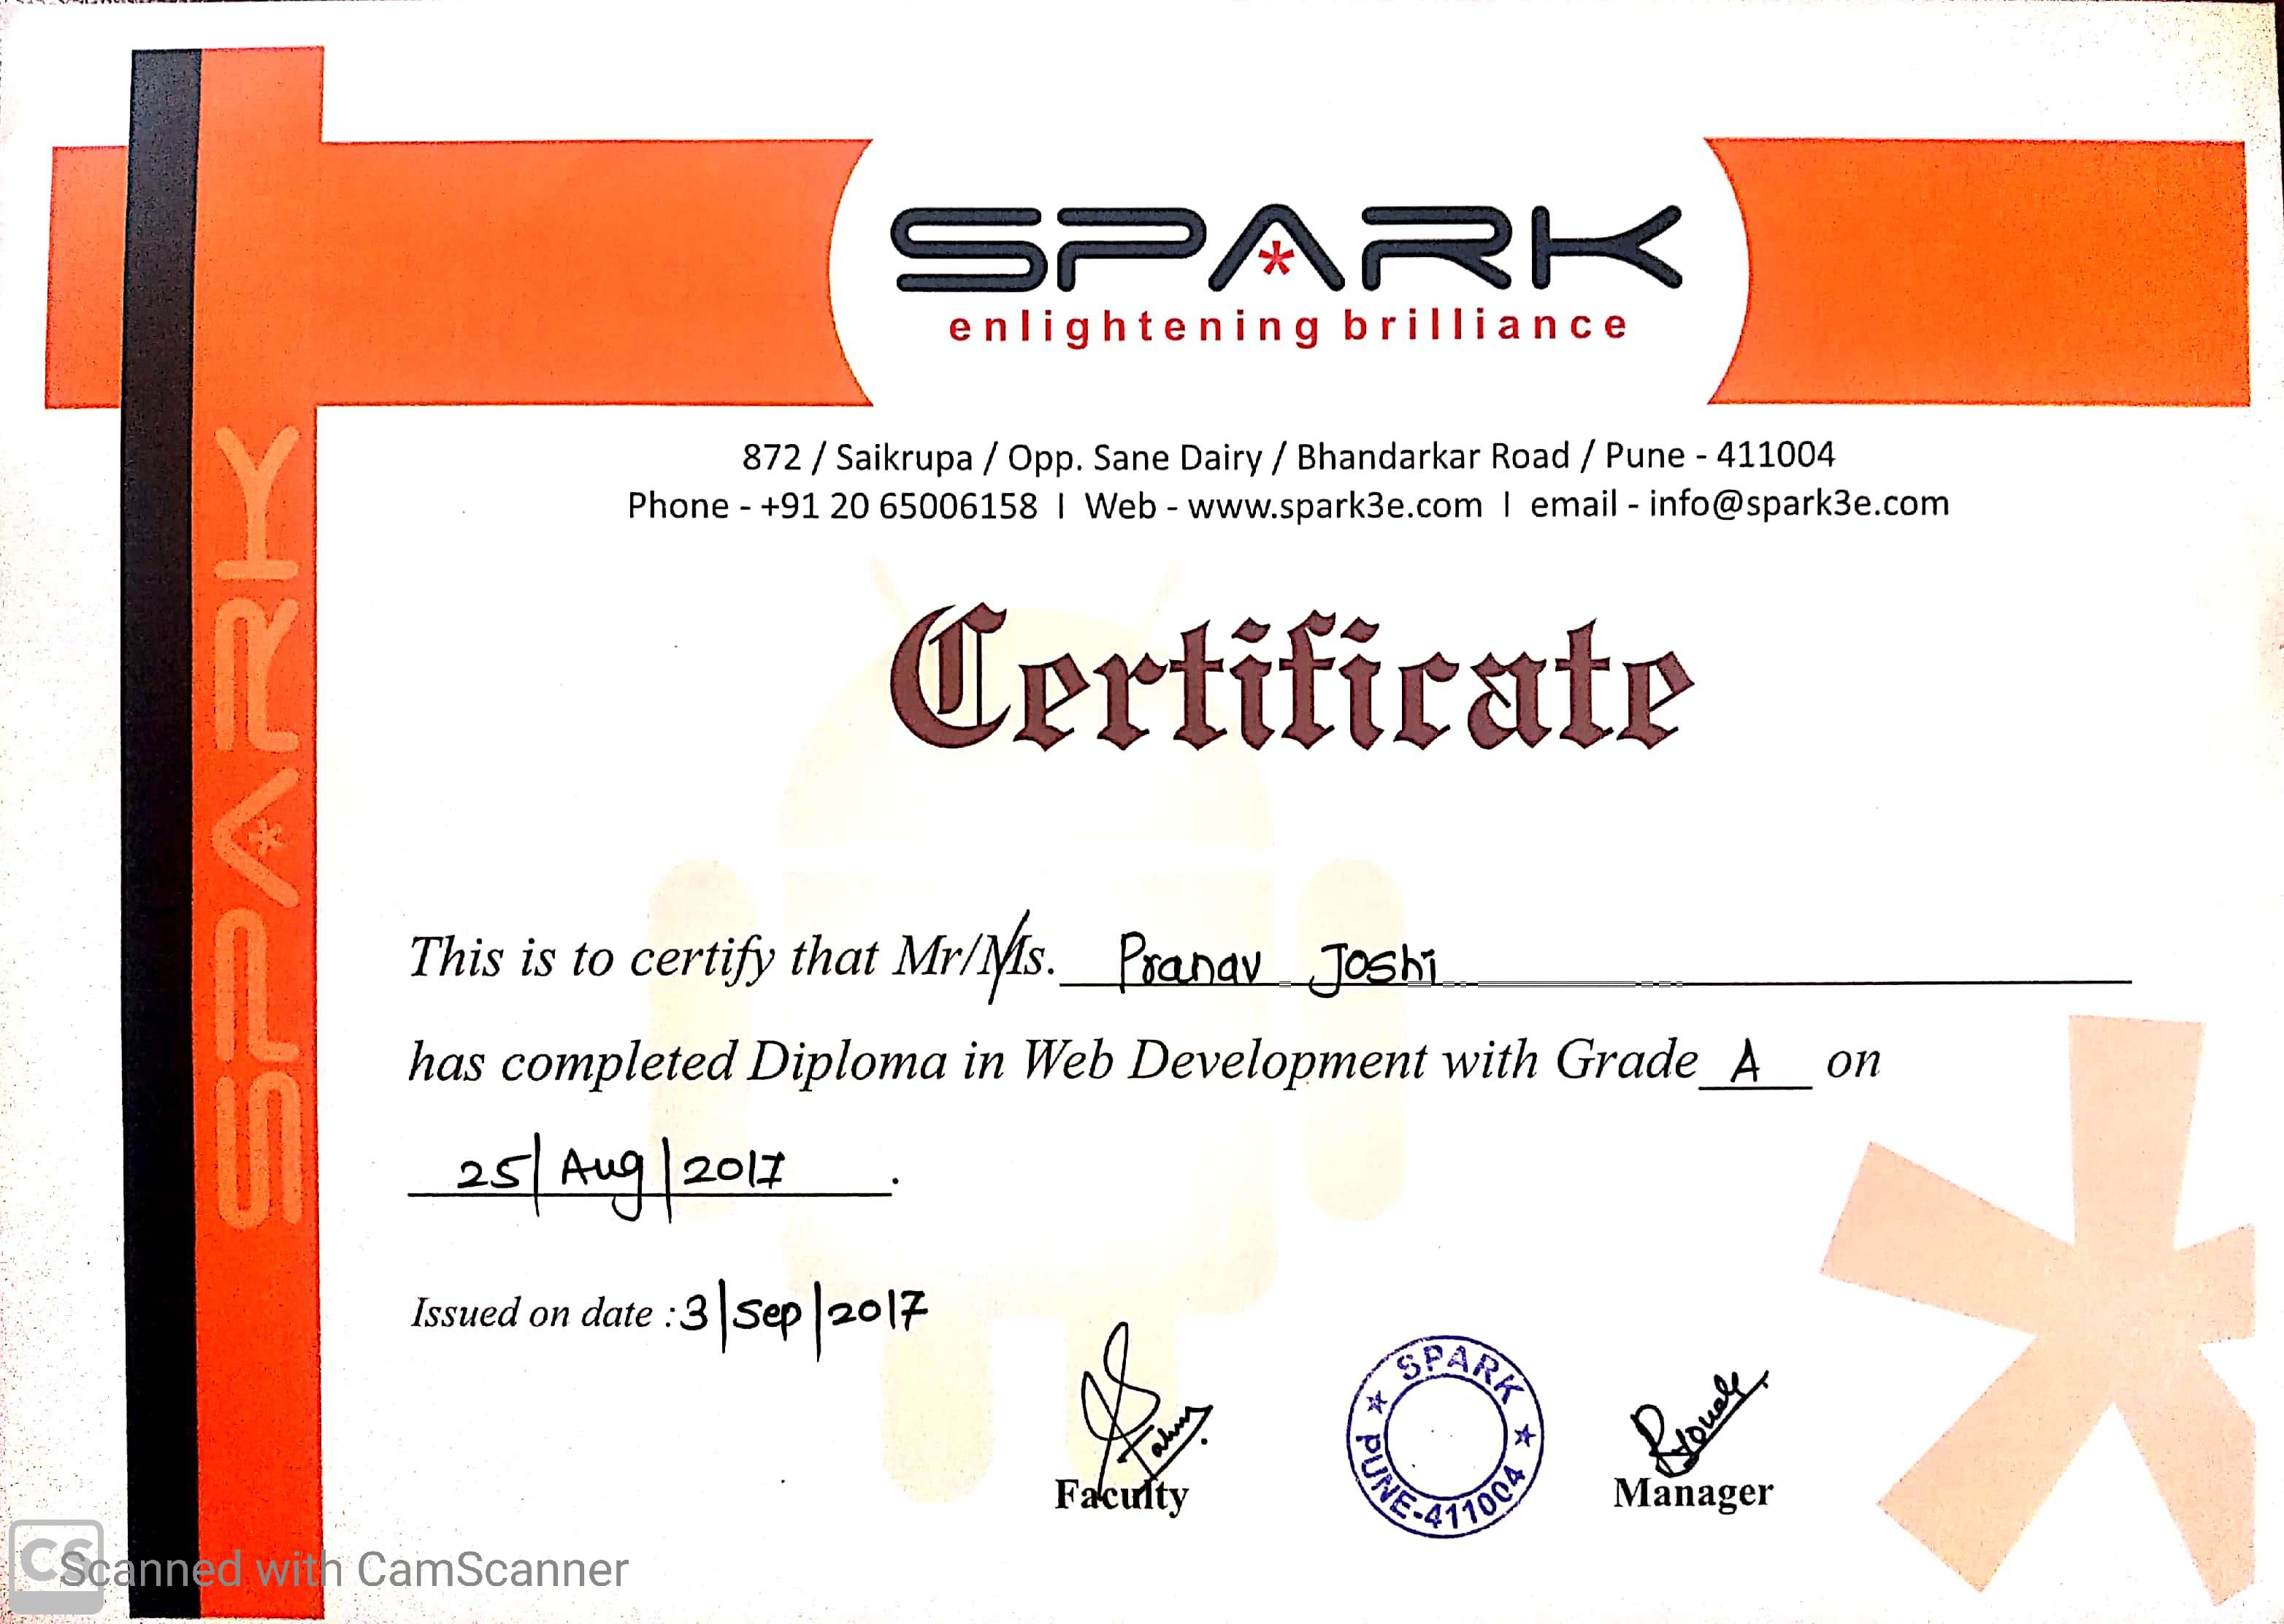 SPARK
enlightening brilliance
872 / Saikrupa / Opp. Sane Dairy / Bhandarkar Road / Pune - 411004
Phone - +91 20 65006158 I Web - www.spark3e.com I email - info@spark3e.com
SPARK
Certificate
This is to certify that Mr/Ms. Pranav Joshi
has completed Diploma in Web Development with Grade A on
25/Aug/2017.
Issued on date : 3/Sep/2017
SPARK
PUNE-411004
Faculty
Manager
CS Scanned with CamScanner